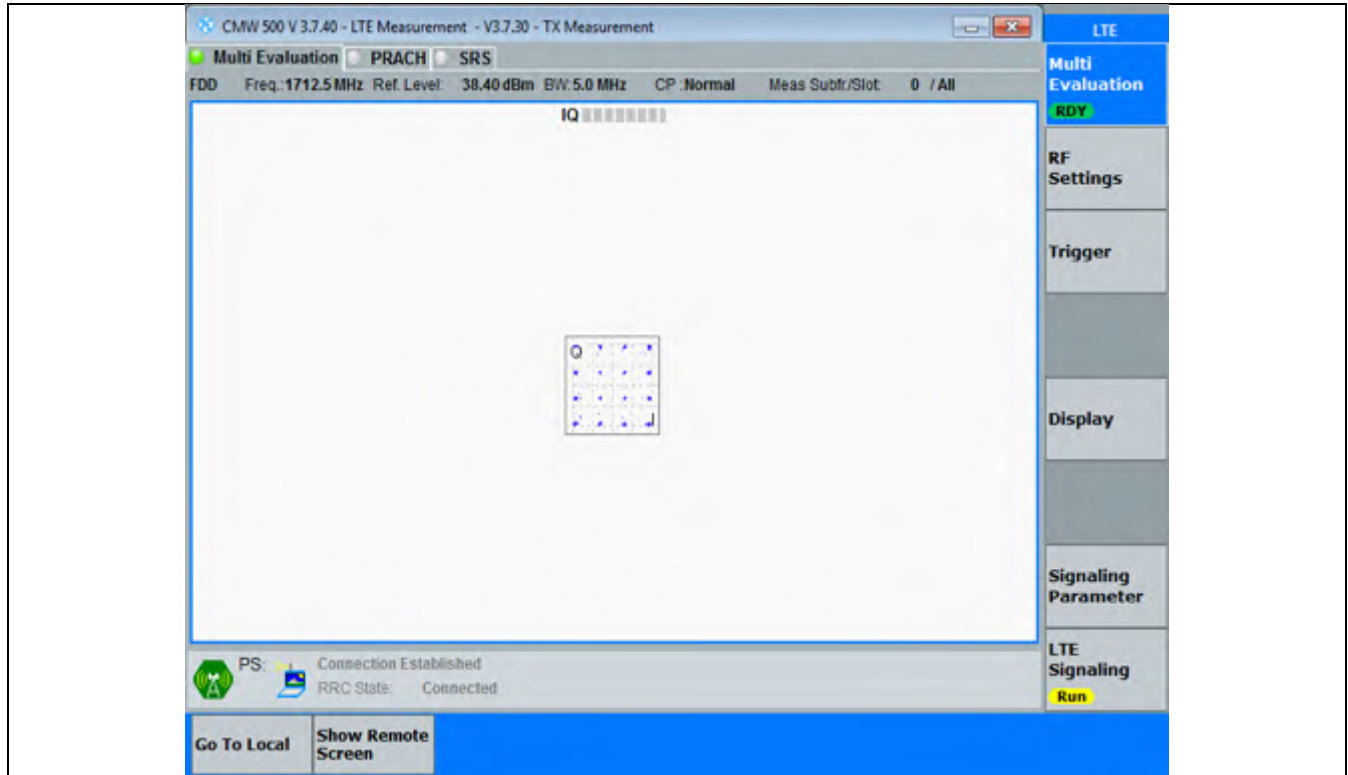 CMW 500 V 3.7.40 - LTE Measurement - V3.7.30 - TX Measurement
LTE
Multi Evaluation PRACH SRS
FDD Freq.:1712.5 MHz Ref. Level: 38.40 dBm BW:5.0 MHz CP :Normal Meas Subfr./Slot: 0 / All
IQ
Q
I
Multi
Evaluation
RDY
RF
Settings
Trigger
Display
Signaling
Parameter
LTE
Signaling
Run
PS: Connection Established
RRC State: Connected
Go To Local
Show Remote
Screen